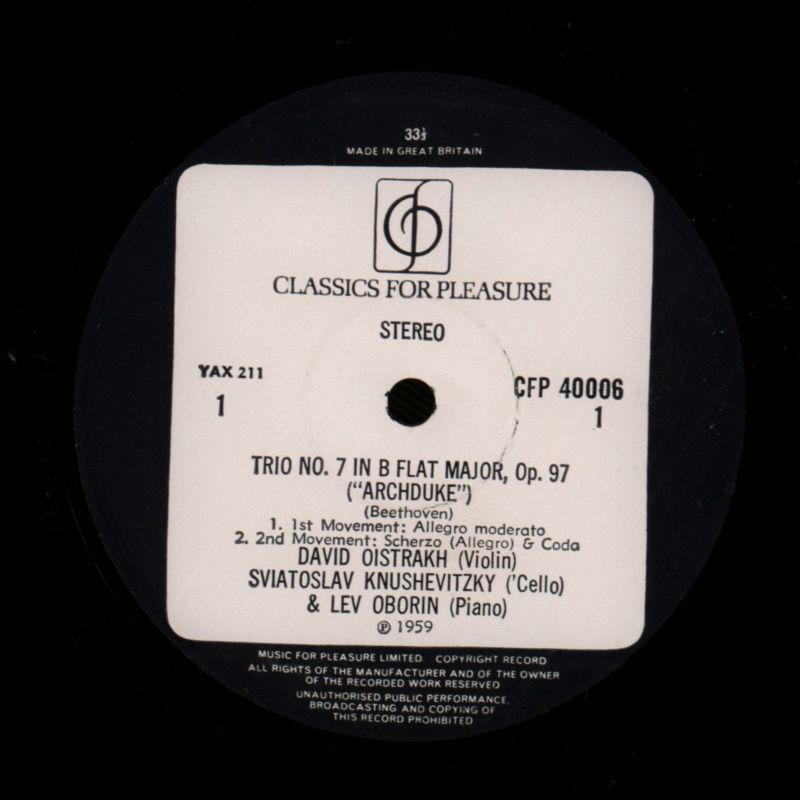 33⅓
MADE IN GREAT BRITAIN
CLASSICS FOR PLEASURE
STEREO
YAX 211
1
CFP 40006
1
TRIO NO. 7 IN B FLAT MAJOR, Op. 97
("ARCHDUKE")
(Beethoven)
1. 1st Movement: Allegro moderato
2. 2nd Movement: Scherzo (Allegro) & Coda
DAVID OISTRAKH (Violin)
SVIATOSLAV KNUSHEVITZKY ('Cello)
& LEV OBORIN (Piano)
℗ 1959
MUSIC FOR PLEASURE LIMITED. COPYRIGHT RECORD
ALL RIGHTS OF THE MANUFACTURER AND OF THE OWNER
OF THE RECORDED WORK RESERVED
UNAUTHORISED PUBLIC PERFORMANCE,
BROADCASTING AND COPYING OF
THIS RECORD PROHIBITED